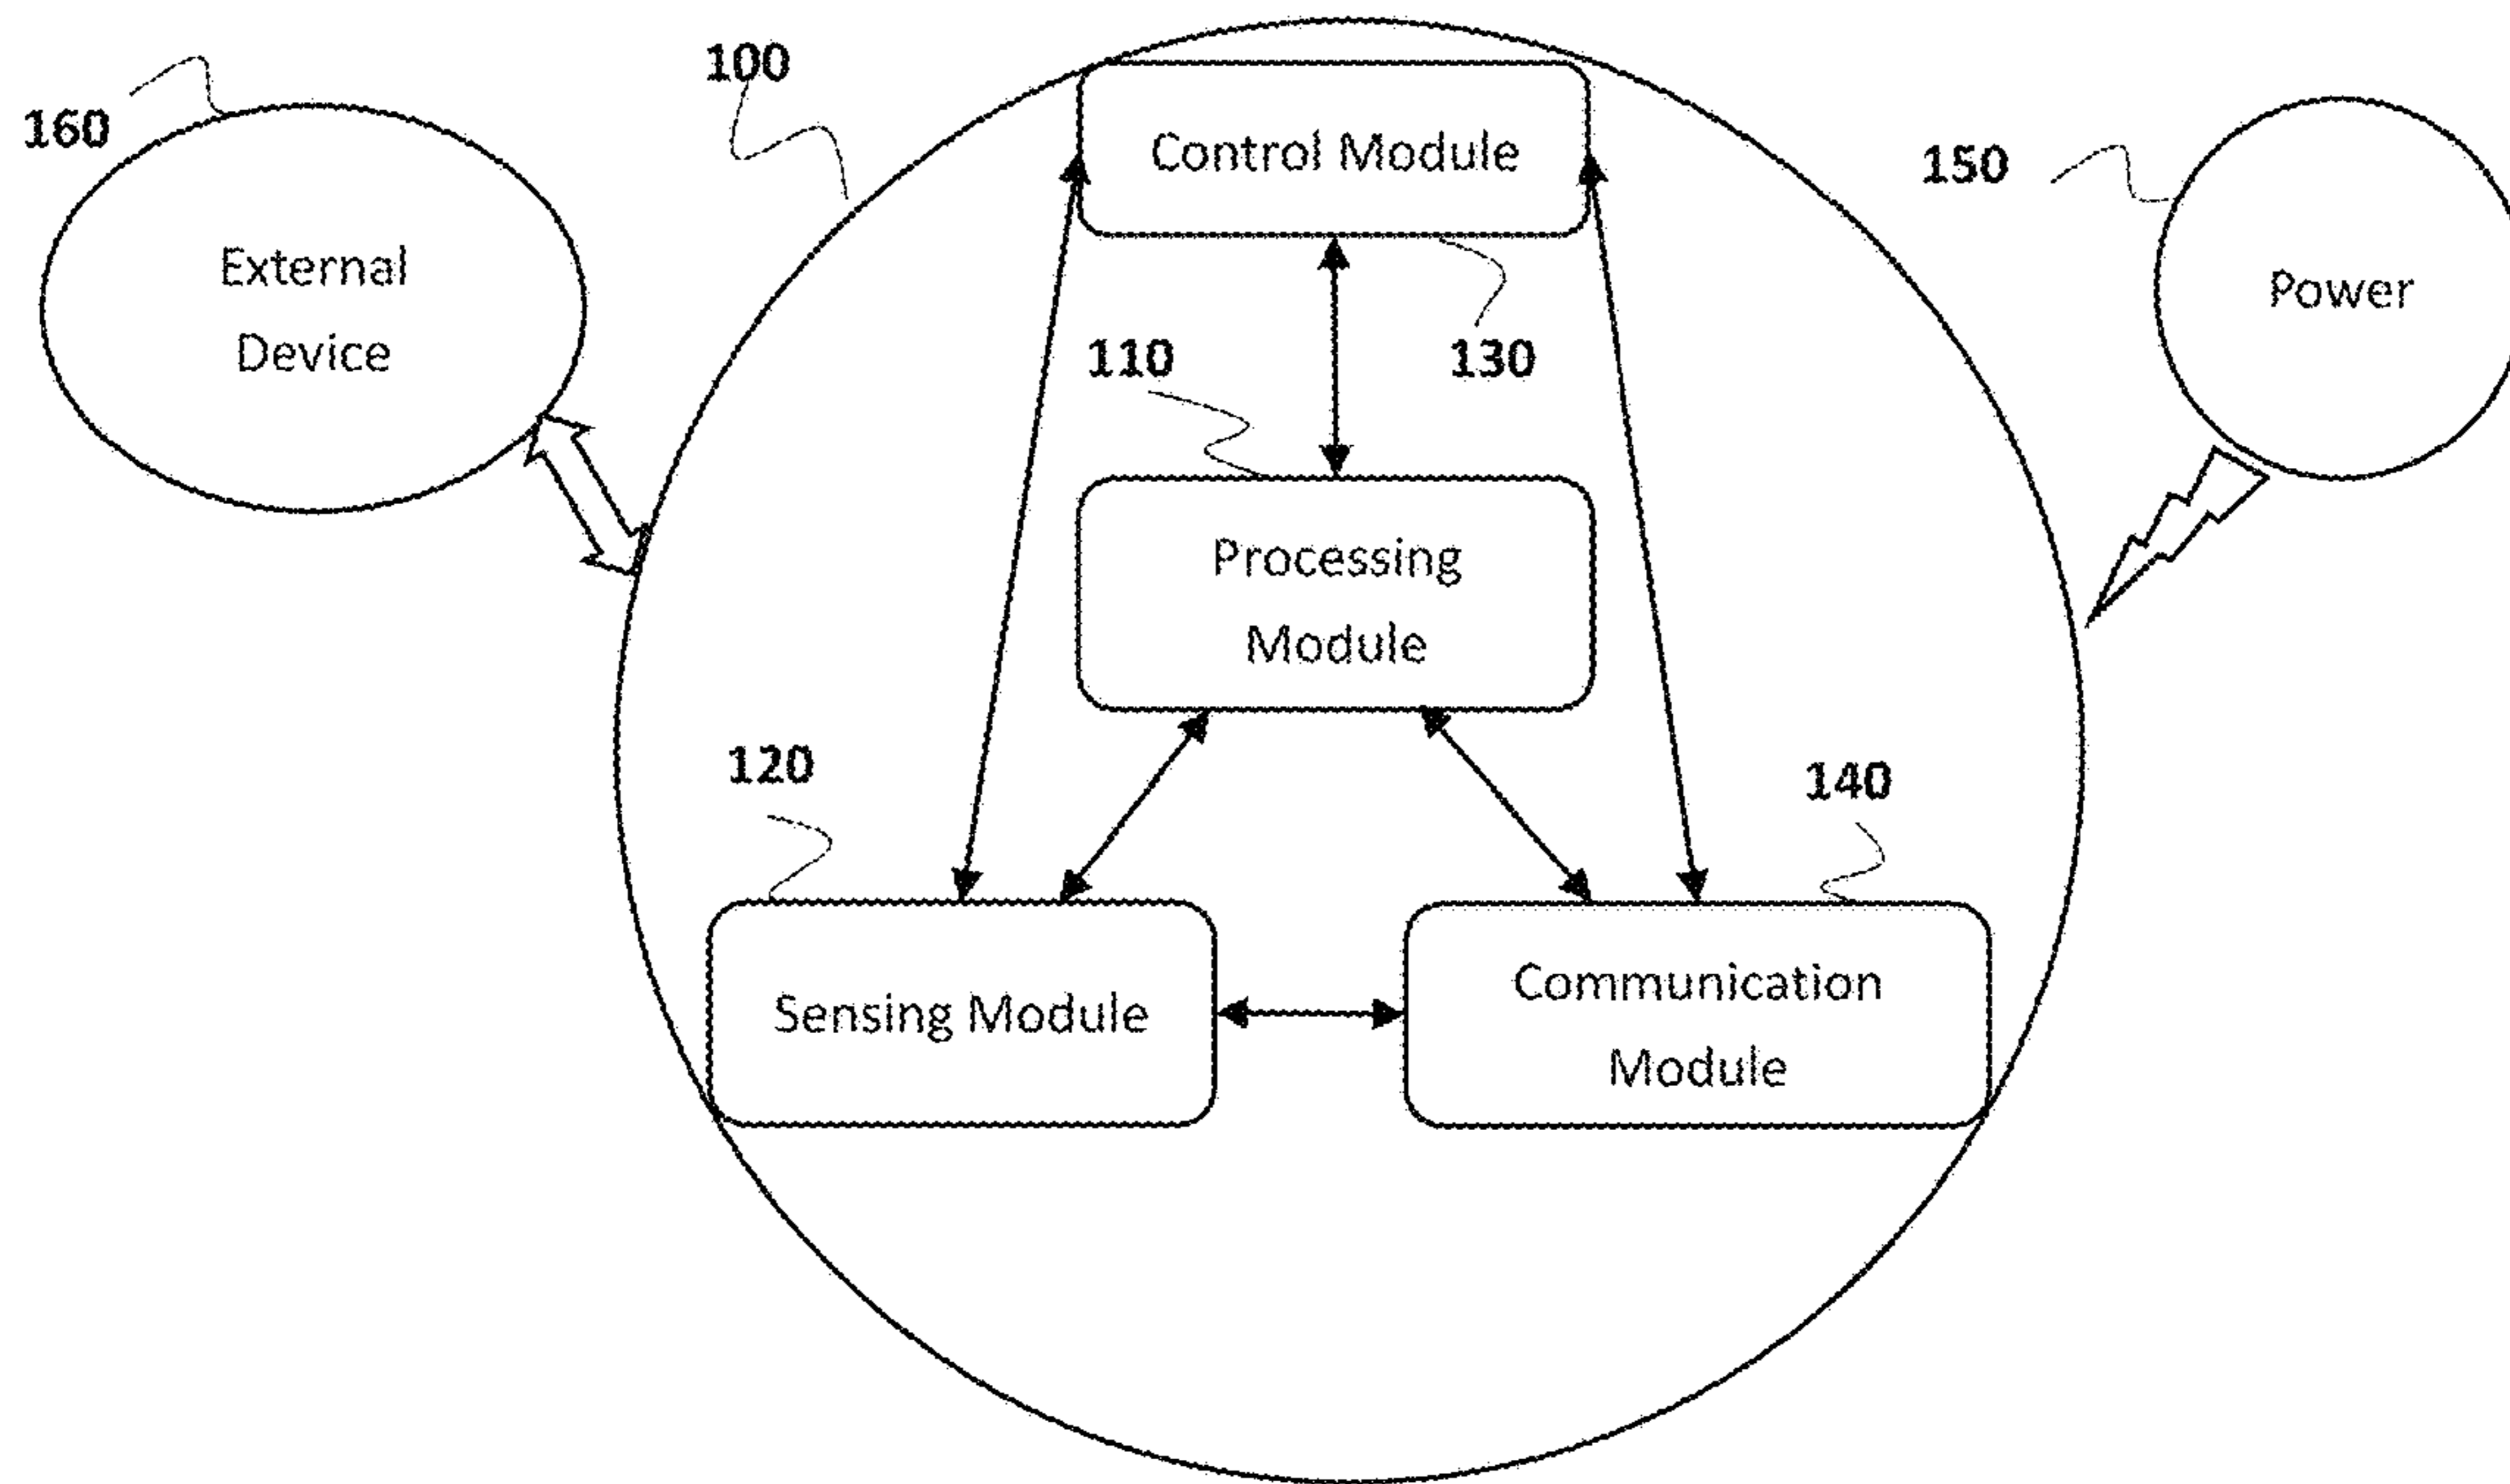 100
160
Control Module
150
External
Device
Power
110
130
Processing
Module
120
140
Sensing Module
Communication
Module